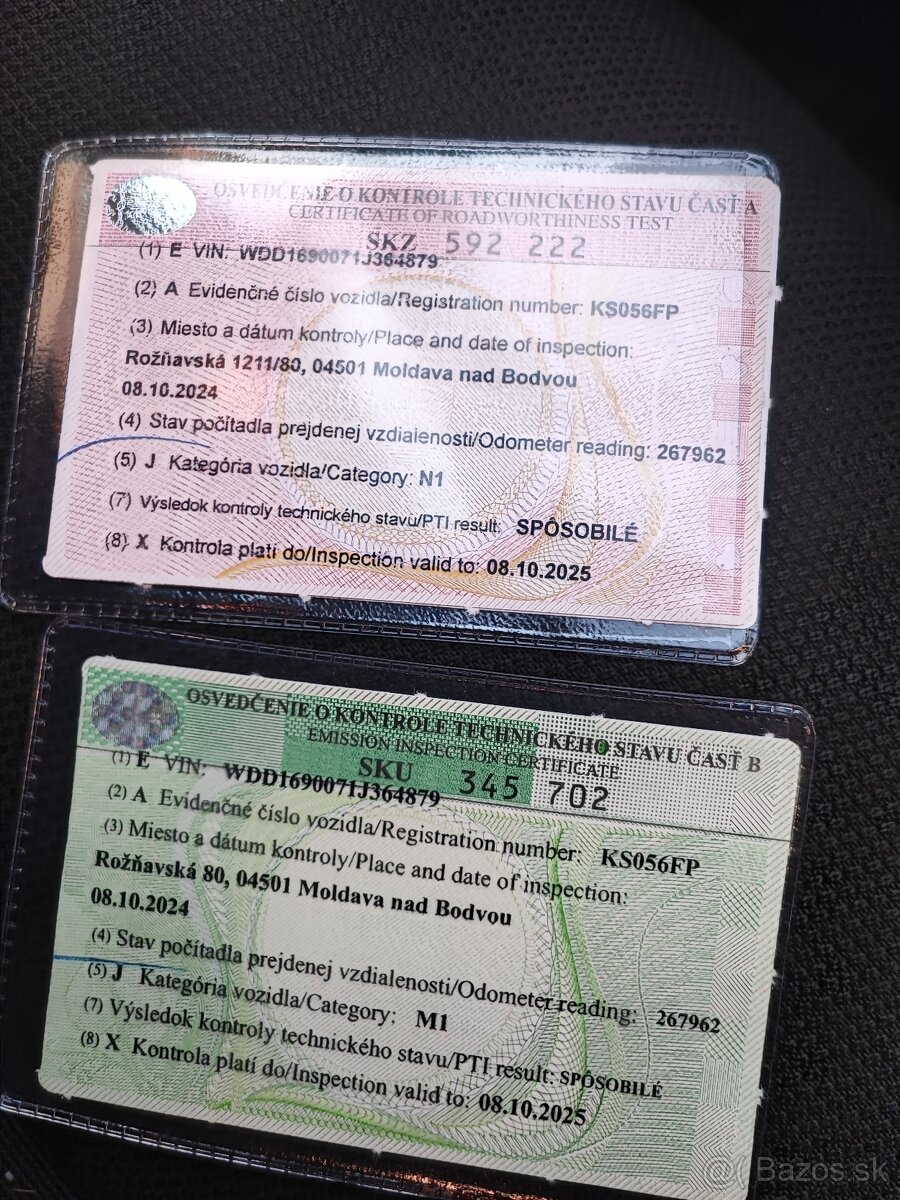 OSVEDČENIE O KONTROLE TECHNICKÉHO STAVU ČASŤ A
CERTIFICATE OF ROADWORTHINESS TEST
SKZ 592 222
(1) E VIN: WDD1690071J364879
(2) A Evidenčné číslo vozidla/Registration number: KS056FP
(3) Miesto a dátum kontroly/Place and date of inspection:
Rožňavská 1211/80, 04501 Moldava nad Bodvou
08.10.2024
(4) Stav počítadla prejdenej vzdialenosti/Odometer reading: 267962
(5) J Kategória vozidla/Category: N1
(7) Výsledok kontroly technického stavu/PTI result: SPÔSOBILÉ
(8) X Kontrola platí do/Inspection valid to: 08.10.2025
OSVEDČENIE O KONTROLE TECHNICKÉHO STAVU ČASŤ B
EMISSION INSPECTION CERTIFICATE
SKU 345 702
(1) E VIN: WDD1690071J364879
(2) A Evidenčné číslo vozidla/Registration number: KS056FP
(3) Miesto a dátum kontroly/Place and date of inspection:
Rožňavská 80, 04501 Moldava nad Bodvou
08.10.2024
(4) Stav počítadla prejdenej vzdialenosti/Odometer reading: 267962
(5) J Kategória vozidla/Category: M1
(7) Výsledok kontroly technického stavu/PTI result: SPÔSOBILÉ
(8) X Kontrola platí do/Inspection valid to: 08.10.2025
Bazos.sk